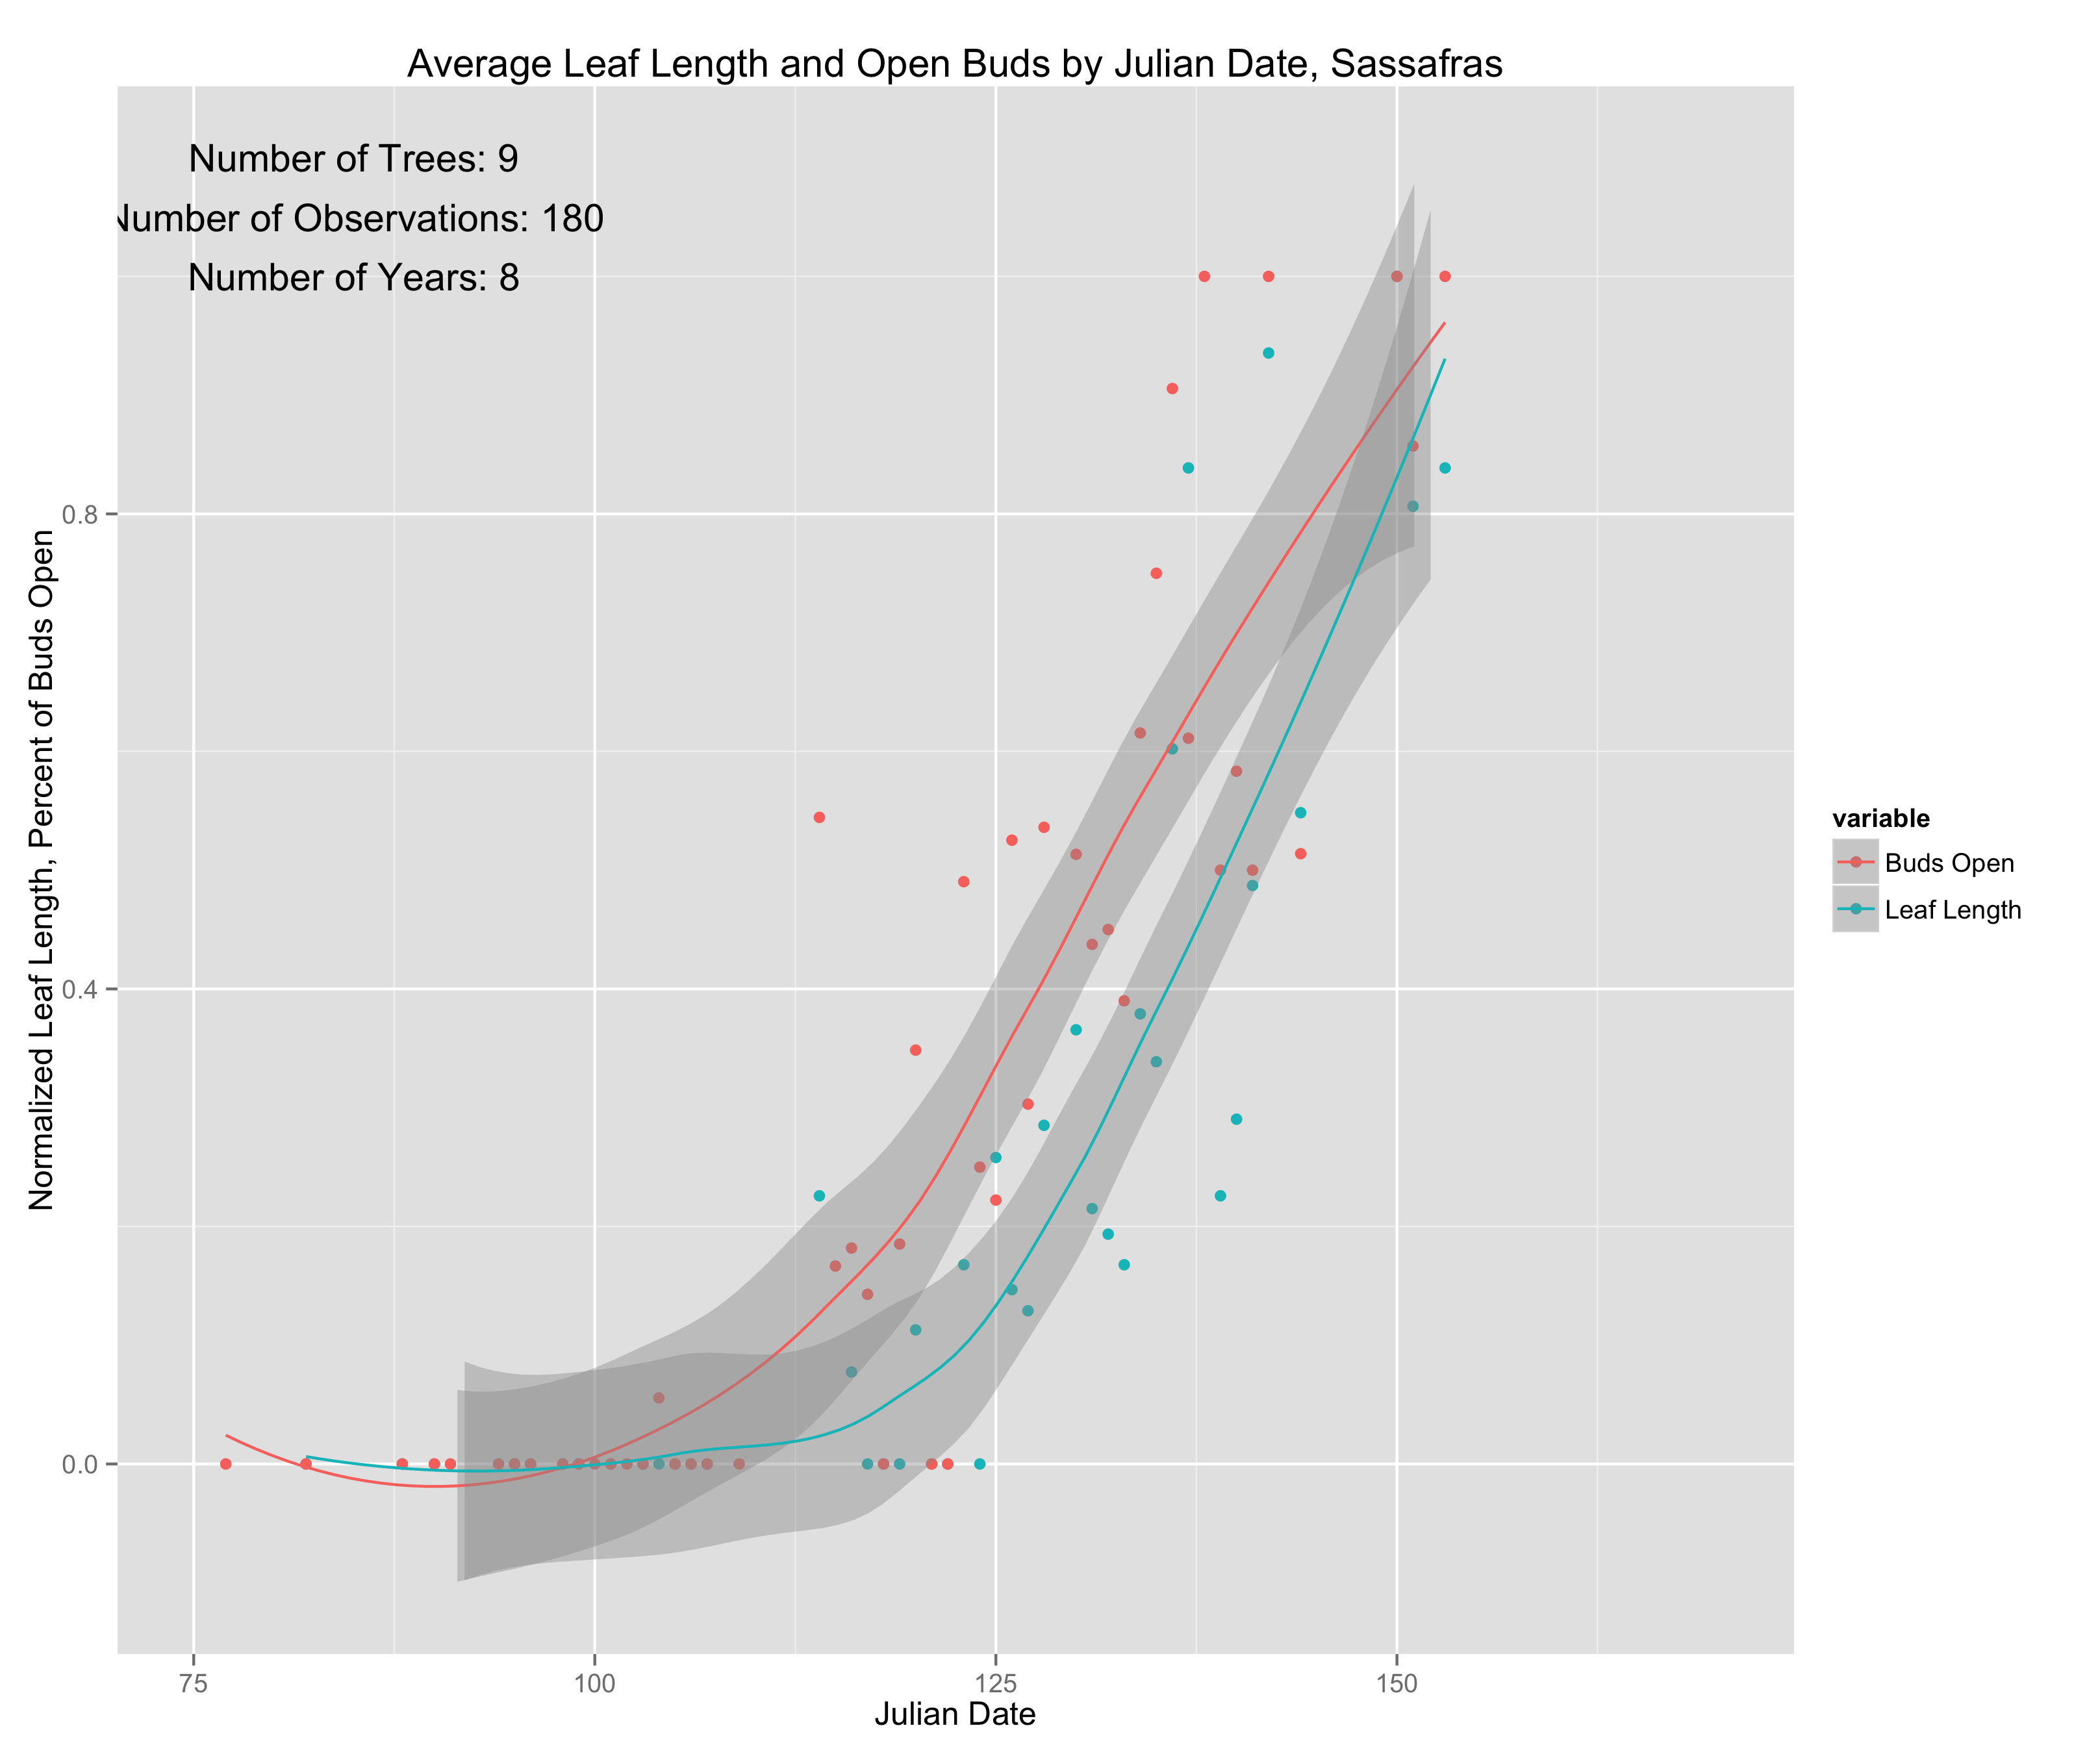 Average Leaf Length and Open Buds by Julian Date, Sassafras
Number of Trees: 9
Number of Observations: 180
Number of Years: 8
Normalized Leaf Length, Percent of Buds Open
0.8
0.4
0.0
75 100 125 150
Julian Date
variable
Buds Open
Leaf Length